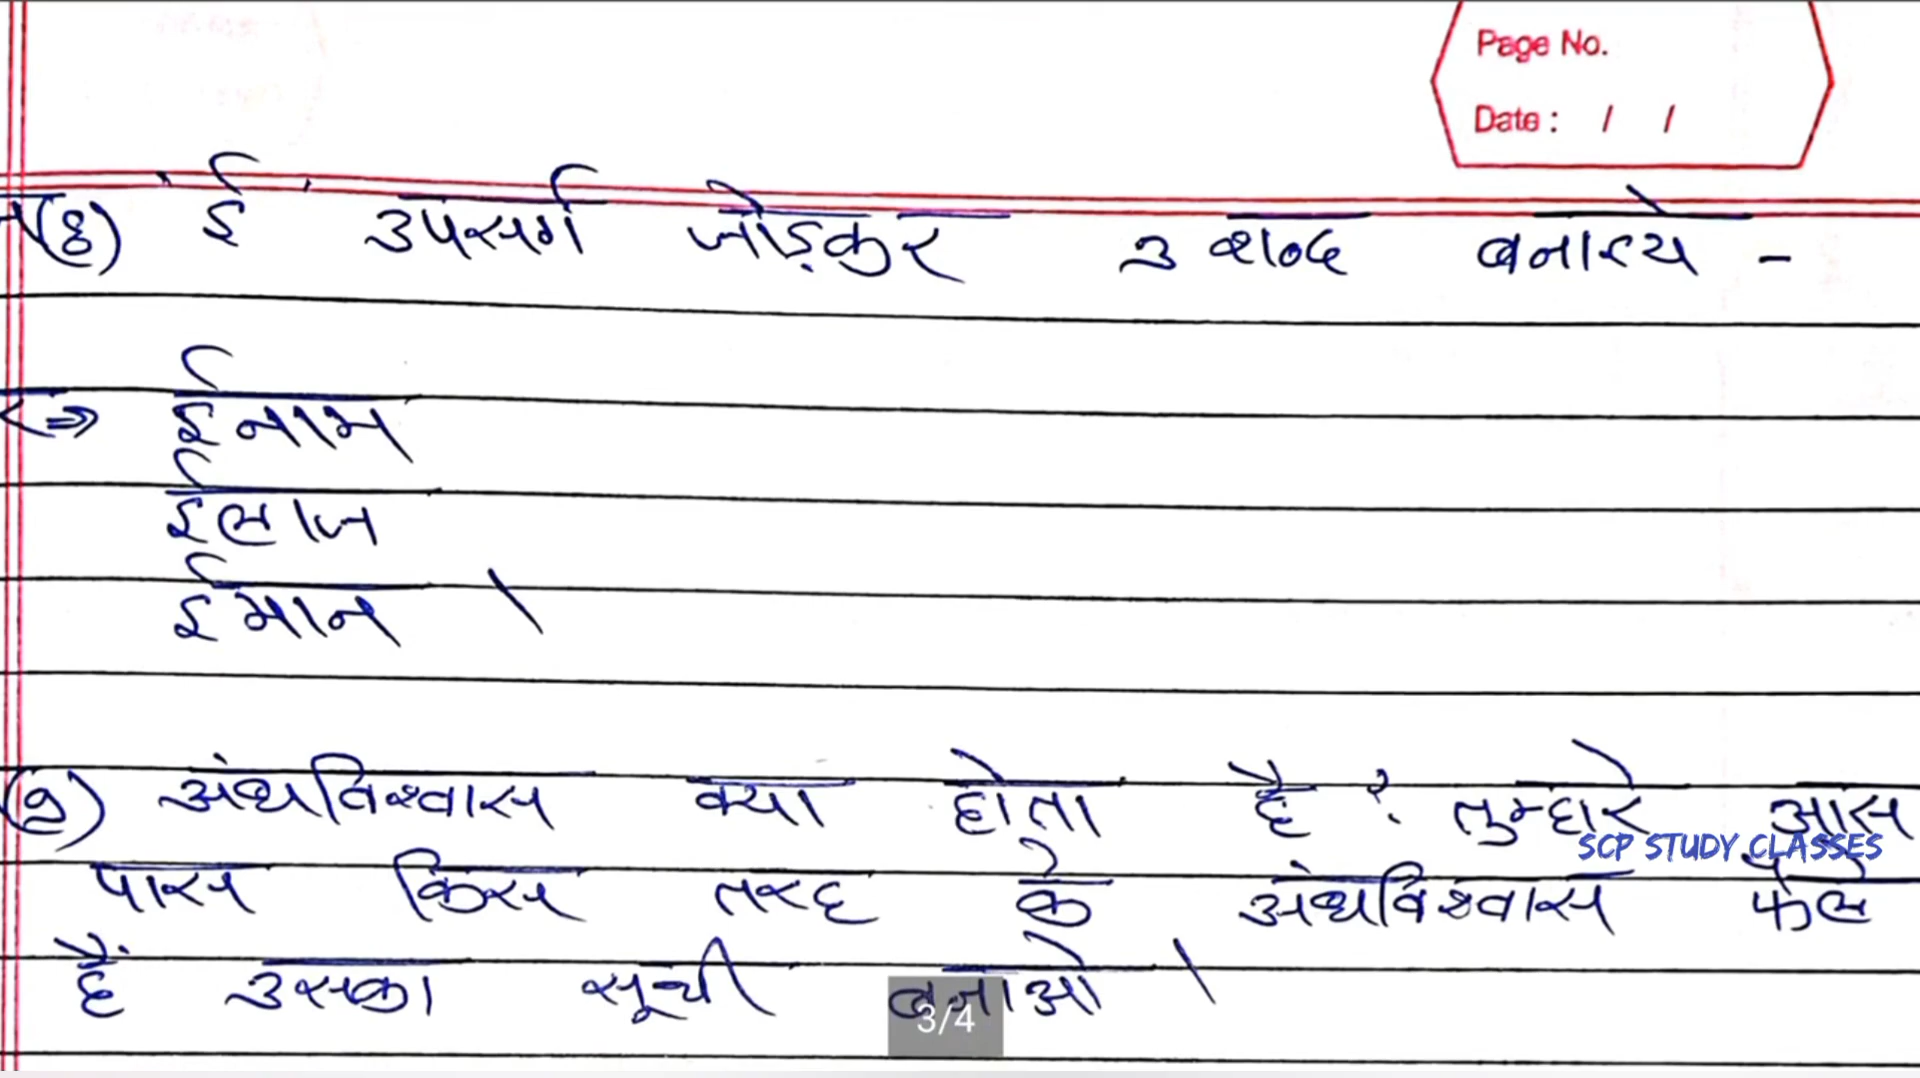 Page No.
Date : / /
(8) 'ई' उपसर्ग जोड़कर 3 शब्द बनाइये -
⇒ ईनाम
ईलाज
ईमान ।
(9) अंधविश्वास क्या होता है ? तुम्हारे आस
SCP STUDY CLASSES
पास किस तरह के अंधविश्वास फैले
हैं उसका सूची बनाओ ।
3/4